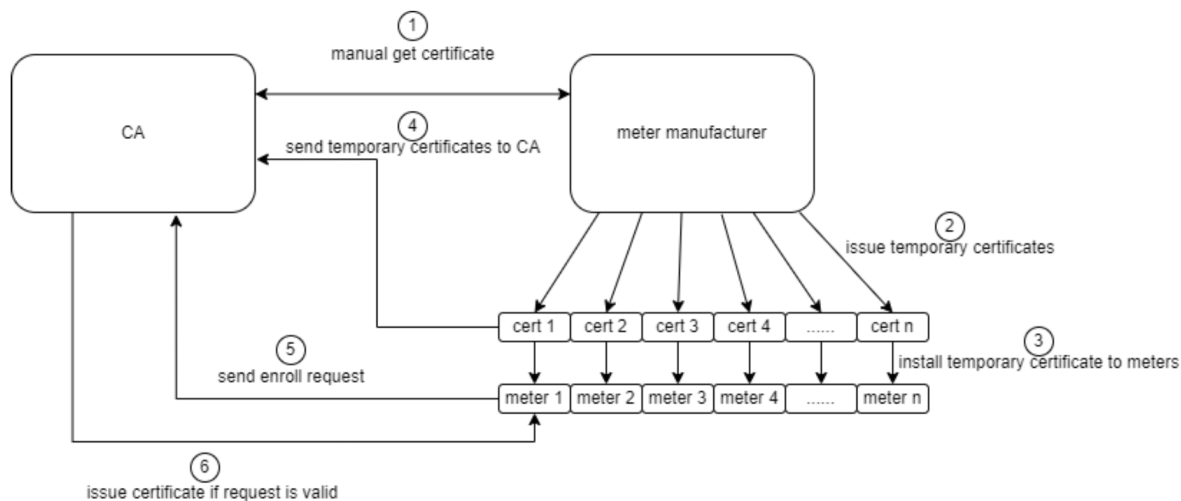 1
manual get certificate
CA
meter manufacturer
4
send temporary certificates to CA
2
issue temporary certificates
cert 1 cert 2 cert 3 cert 4 ...... cert n
3
install temporary certificate to meters
5
send enroll request
meter 1 meter 2 meter 3 meter 4 ...... meter n
6
issue certificate if request is valid